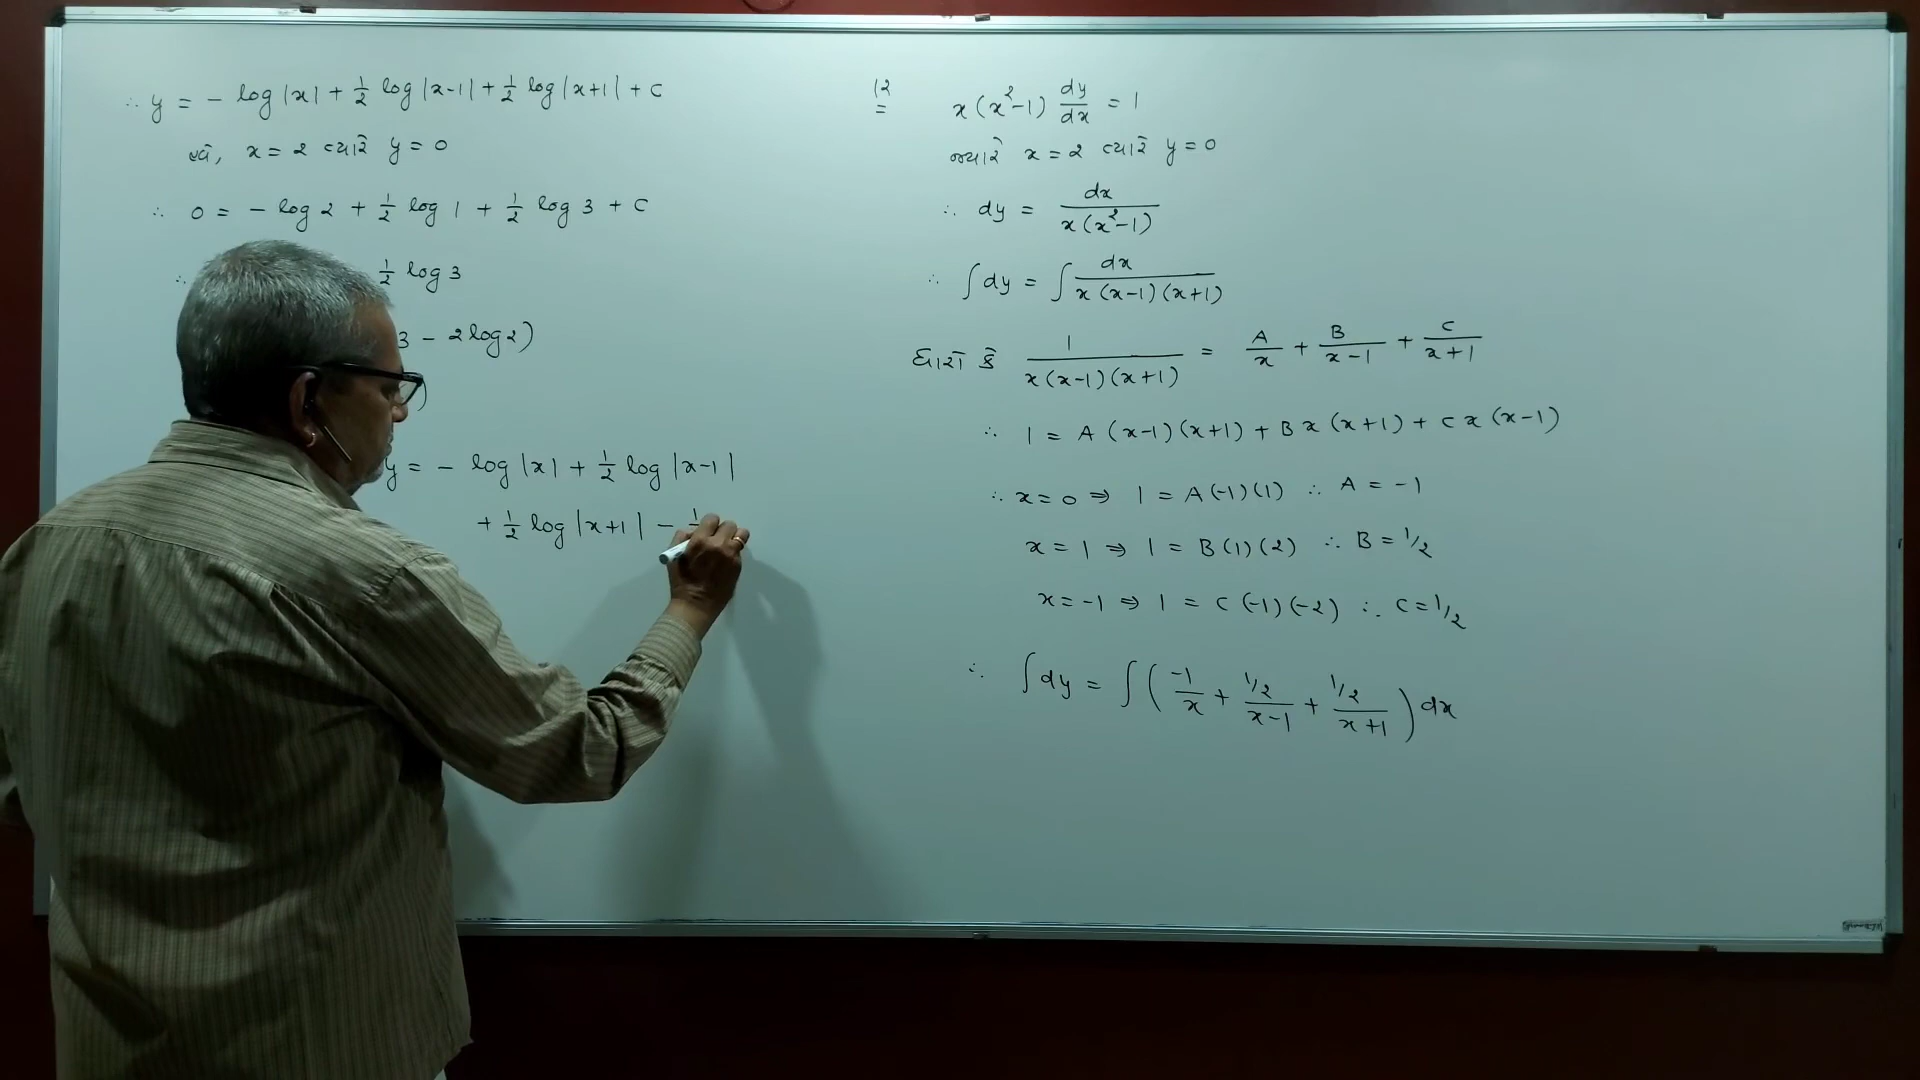 ∴ y = - log |x| + 1/2 log |x-1| + 1/2 log |x+1| + c
હવે, x = 2 ત્યારે y = 0
∴ 0 = - log 2 + 1/2 log 1 + 1/2 log 3 + c
∴ 1/2 log 3
3 - 2 log 2)
)
y = - log |x| + 1/2 log |x-1|
+ 1/2 log |x+1| - 1
12 x (x²-1) dy/dx = 1
જ્યારે x = 2 ત્યારે y = 0
∴ dy = dx / x (x²-1)
∴ ∫ dy = ∫ dx / x (x-1) (x+1)
ધારો કે 1 / x (x-1) (x+1) = A/x + B/x-1 + C/x+1
∴ 1 = A (x-1) (x+1) + B x (x+1) + C x (x-1)
∴ x = 0 ⇒ 1 = A (-1) (1) ∴ A = -1
x = 1 ⇒ 1 = B (1) (2) ∴ B = 1/2
x = -1 ⇒ 1 = C (-1) (-2) ∴ C = 1/2
∴ ∫ dy = ∫ ( -1/x + 1/2 / x-1 + 1/2 / x+1 ) dx